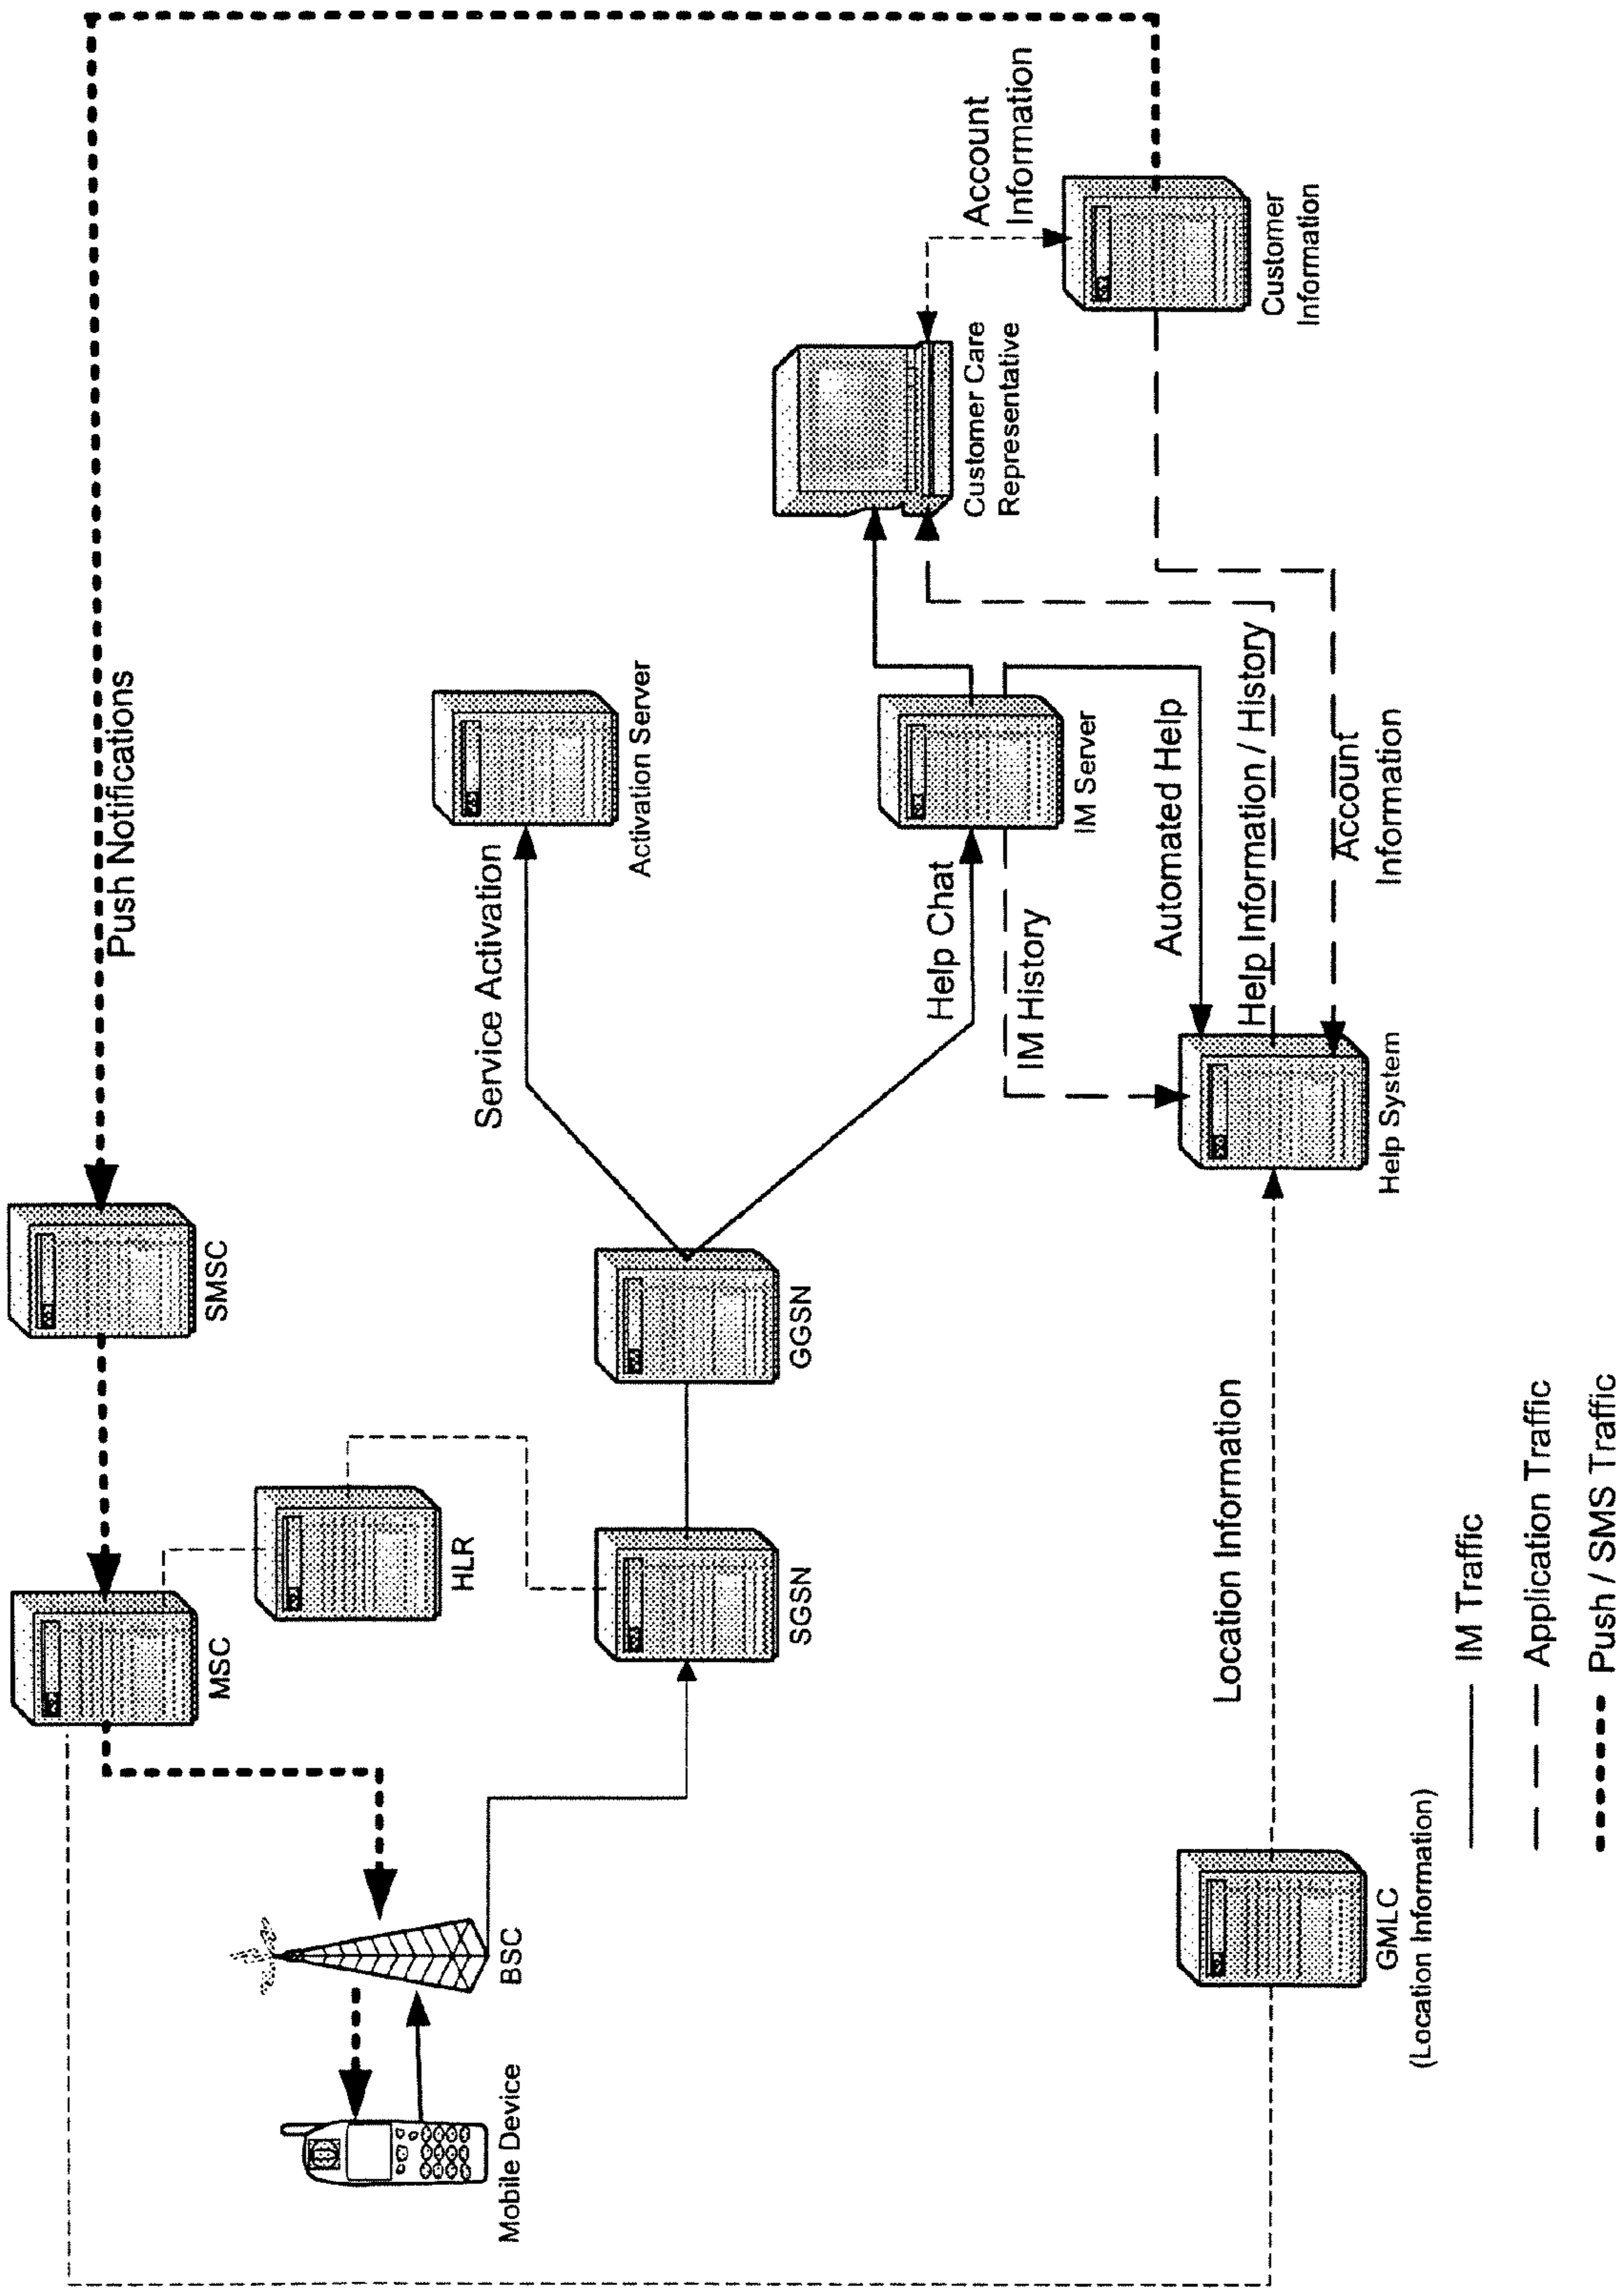 Push Notifications
SMSC
MSC
HLR
Service Activation
Activation Server
Account
Information
Customer Care
Representative
Customer
Information
BSC
Mobile Device
SGSN
GGSN
Help Chat
IM Server
IM History
Automated Help
Help Information / History
Account
Information
Location Information
Help System
GMLC
(Location Information)
IM Traffic
Application Traffic
Push / SMS Traffic